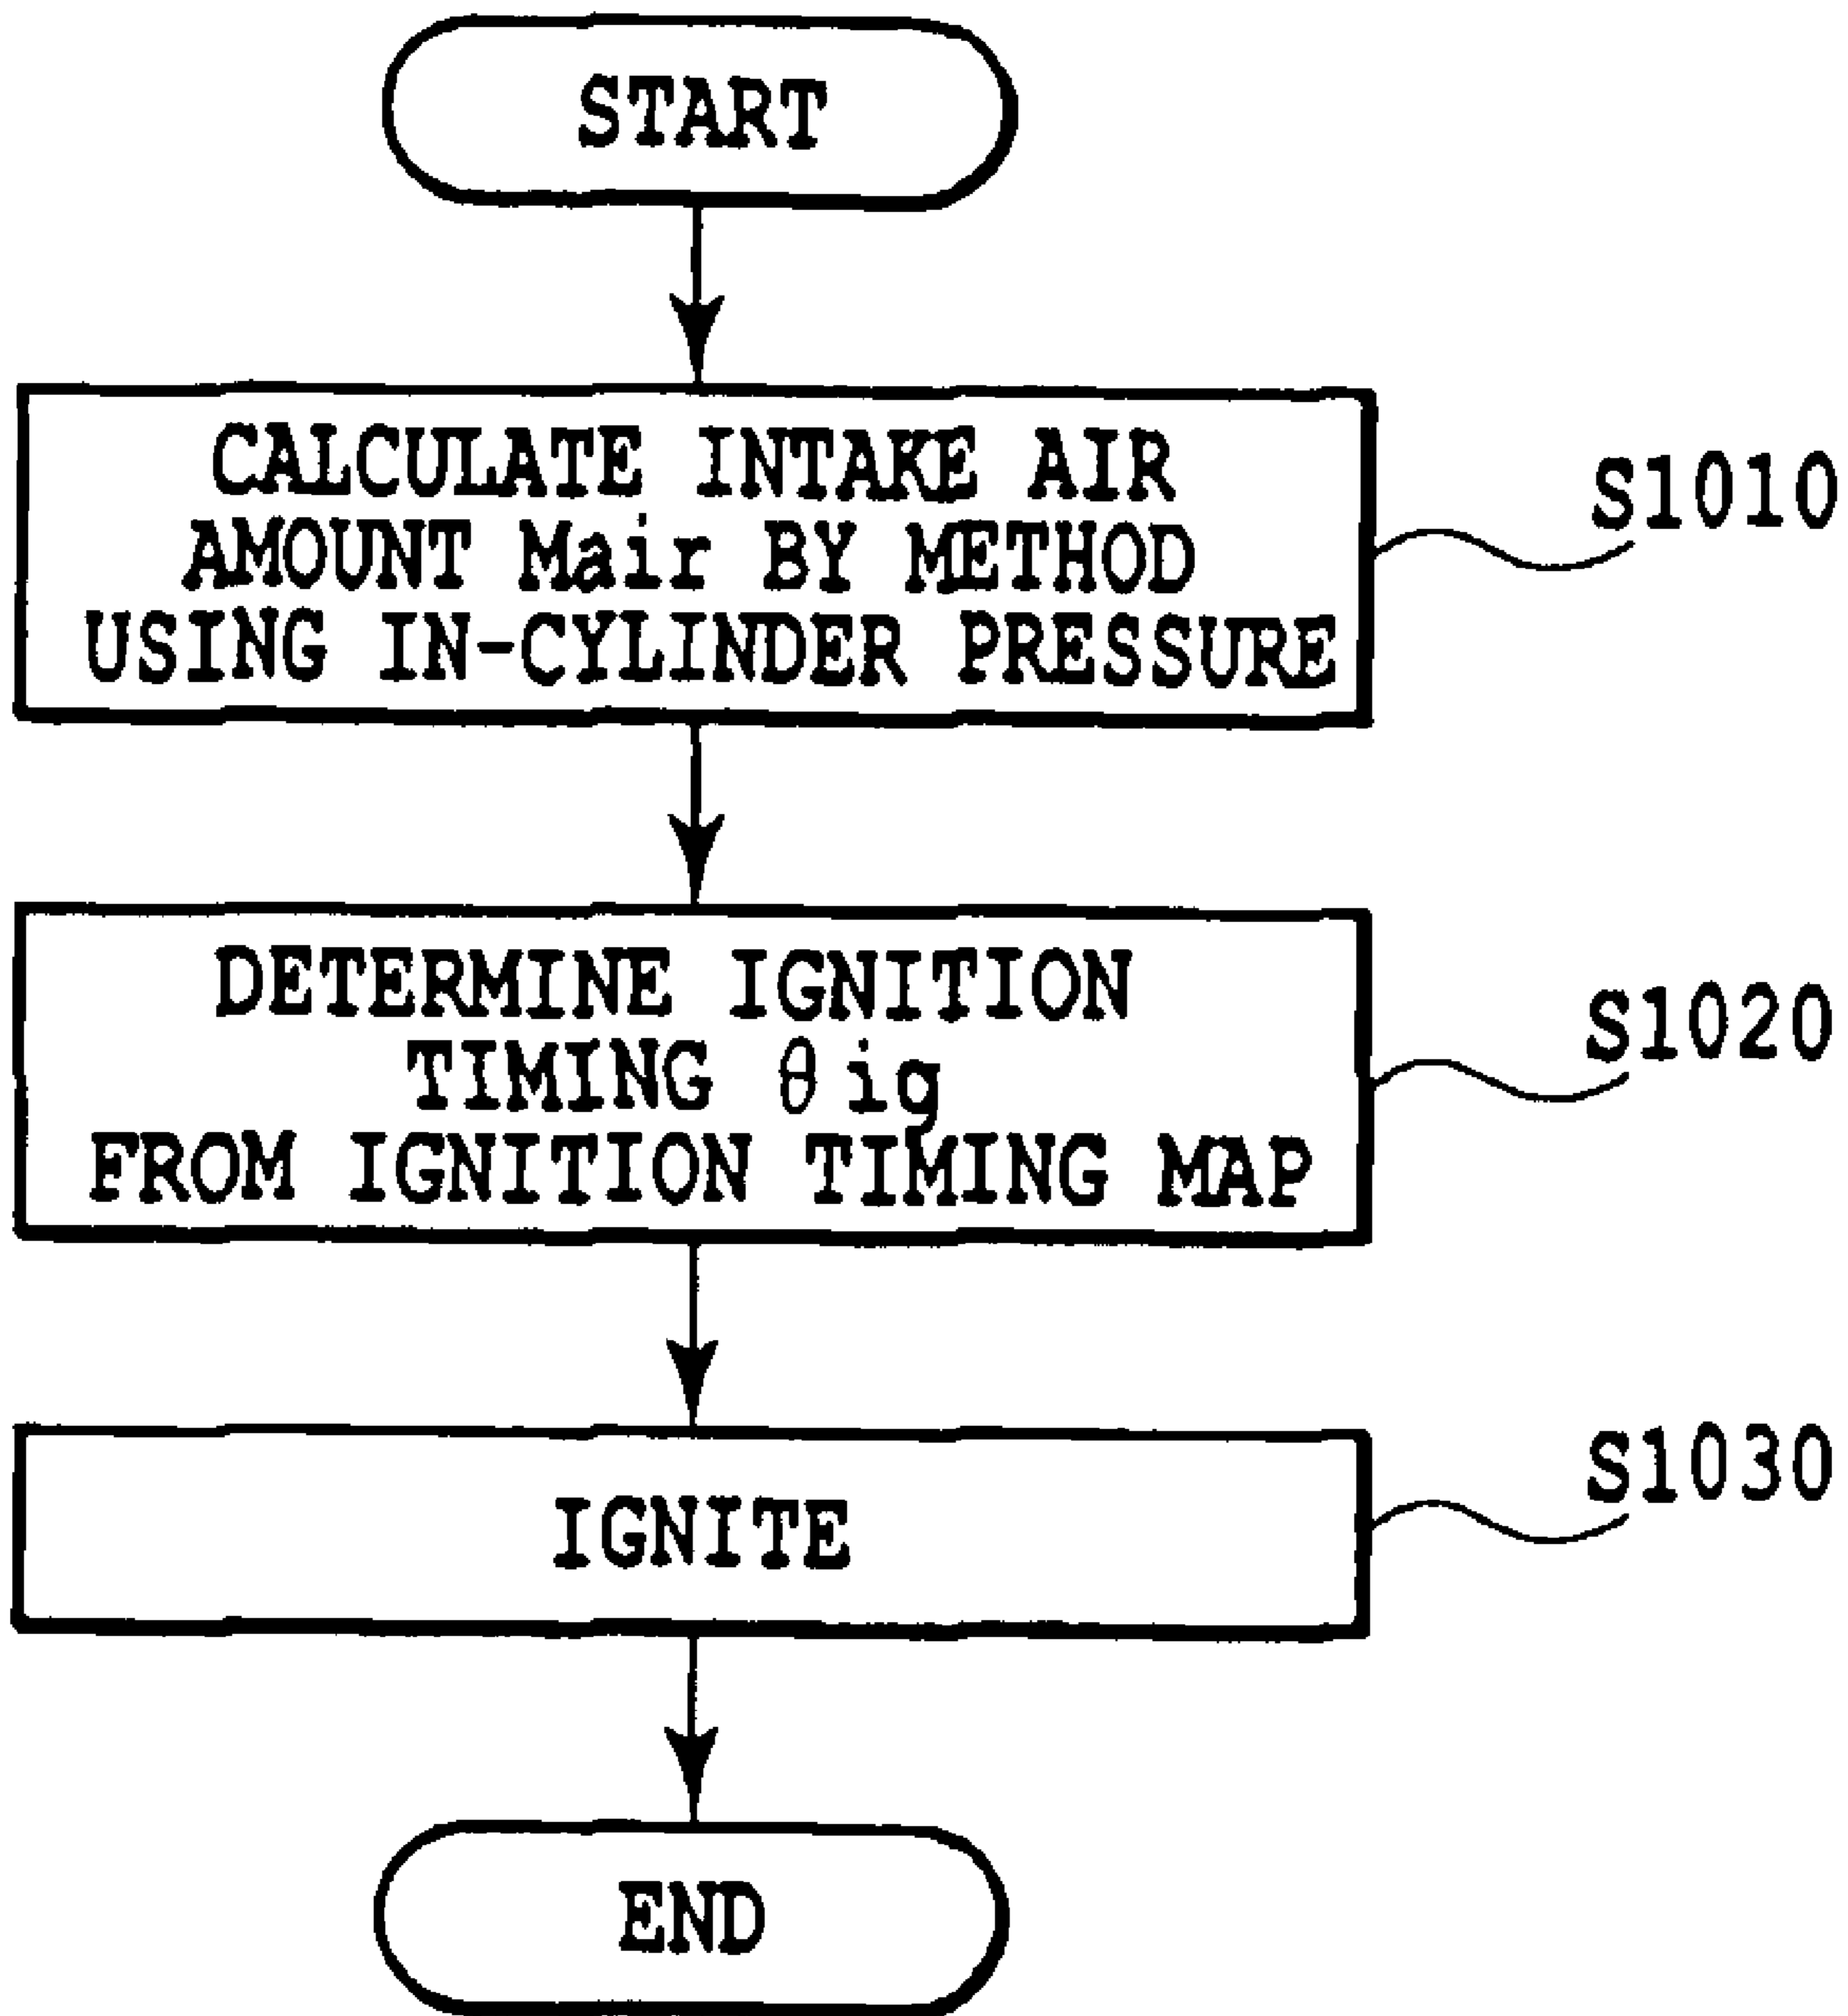 START
CALCULATE INTAKE AIR
AMOUNT Mair BY METHOD
USING IN-CYLINDER PRESSURE
S1010
DETERMINE IGNITION
TIMING θig
FROM IGNITION TIMING MAP
S1020
IGNITE
S1030
END